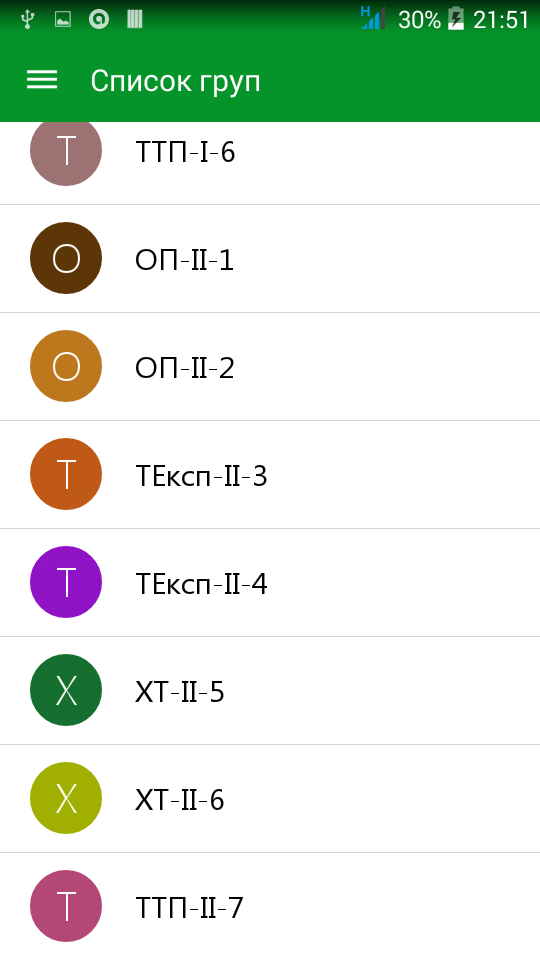 H 30% 21:51
Список груп
Т ТТП-І-6
О ОП-ІІ-1
О ОП-ІІ-2
Т ТЕксп-ІІ-3
Т ТЕксп-ІІ-4
Х ХТ-ІІ-5
Х ХТ-ІІ-6
Т ТТП-ІІ-7